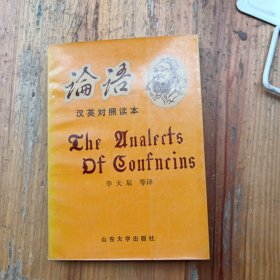 论语
汉英对照读本
The Analects
Of Confucius
李天辰 等译
山东大学出版社